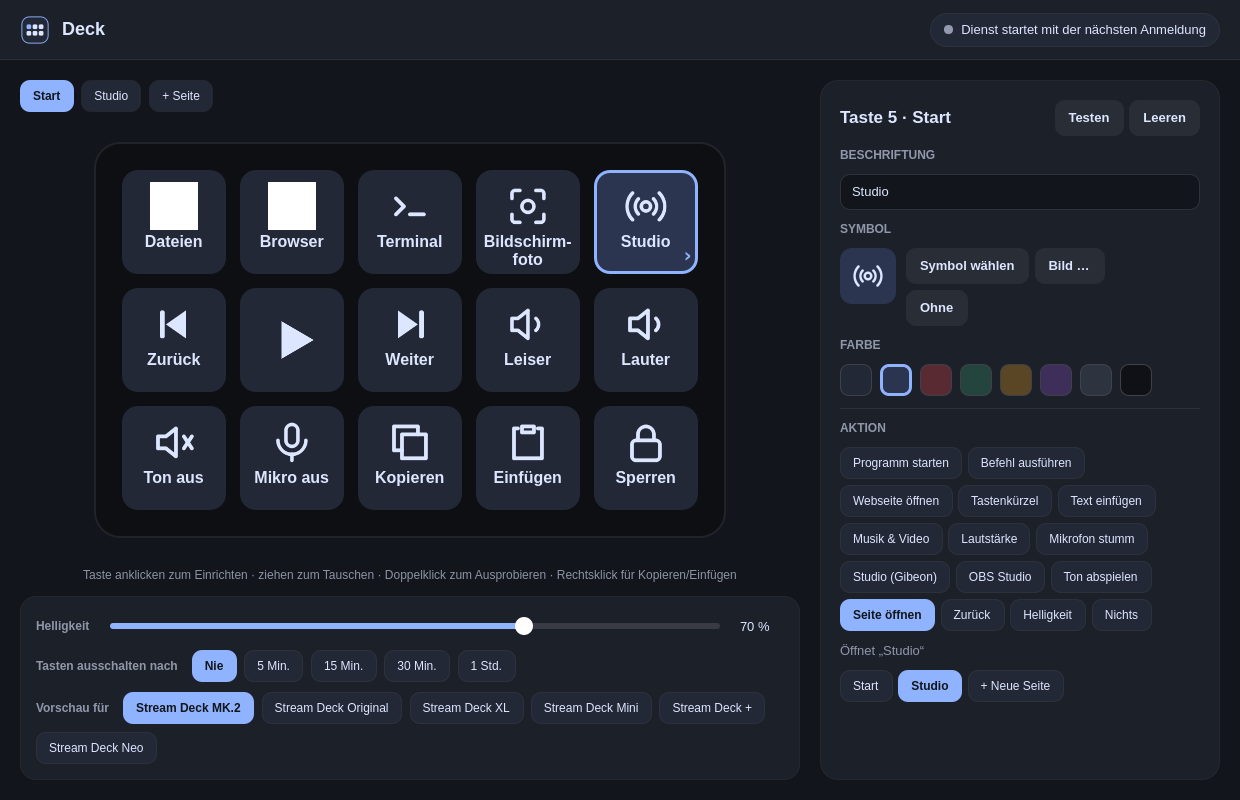 Deck
Dienst startet mit der nächsten Anmeldung
Start
Studio
+ Seite
Dateien
Browser
Terminal
Bildschirm-
foto
Studio
Zurück
Weiter
Leiser
Lauter
Ton aus
Mikro aus
Kopieren
Einfügen
Sperren
Taste anklicken zum Einrichten · ziehen zum Tauschen · Doppelklick zum Ausprobieren · Rechtsklick für Kopieren/Einfügen
Helligkeit
70 %
Tasten ausschalten nach
Nie
5 Min.
15 Min.
30 Min.
1 Std.
Vorschau für
Stream Deck MK.2
Stream Deck Original
Stream Deck XL
Stream Deck Mini
Stream Deck +
Stream Deck Neo
Taste 5 · Start
Testen
Leeren
BESCHRIFTUNG
Studio
SYMBOL
Symbol wählen
Bild …
Ohne
FARBE
AKTION
Programm starten
Befehl ausführen
Webseite öffnen
Tastenkürzel
Text einfügen
Musik & Video
Lautstärke
Mikrofon stumm
Studio (Gibeon)
OBS Studio
Ton abspielen
Seite öffnen
Zurück
Helligkeit
Nichts
Öffnet „Studio“
Start
Studio
+ Neue Seite